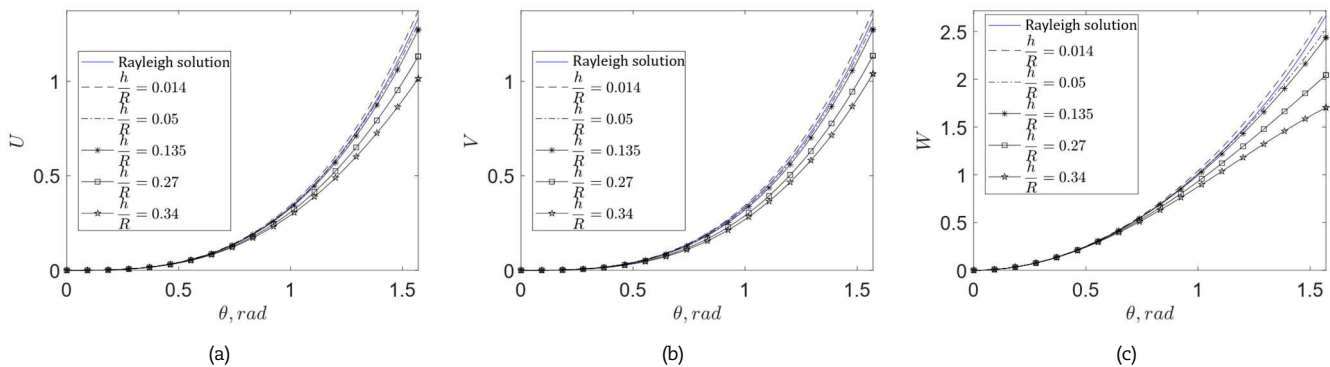 1
0.5
0
U
Rayleigh solution
h/R = 0.014
h/R = 0.05
h/R = 0.135
h/R = 0.27
h/R = 0.34
0 0.5 1 1.5
θ, rad
(a)
1
0.5
0
V
Rayleigh solution
h/R = 0.014
h/R = 0.05
h/R = 0.135
h/R = 0.27
h/R = 0.34
0 0.5 1 1.5
θ, rad
(b)
2.5
2
1.5
1
0.5
0
W
Rayleigh solution
h/R = 0.014
h/R = 0.05
h/R = 0.135
h/R = 0.27
h/R = 0.34
0 0.5 1 1.5
θ, rad
(c)